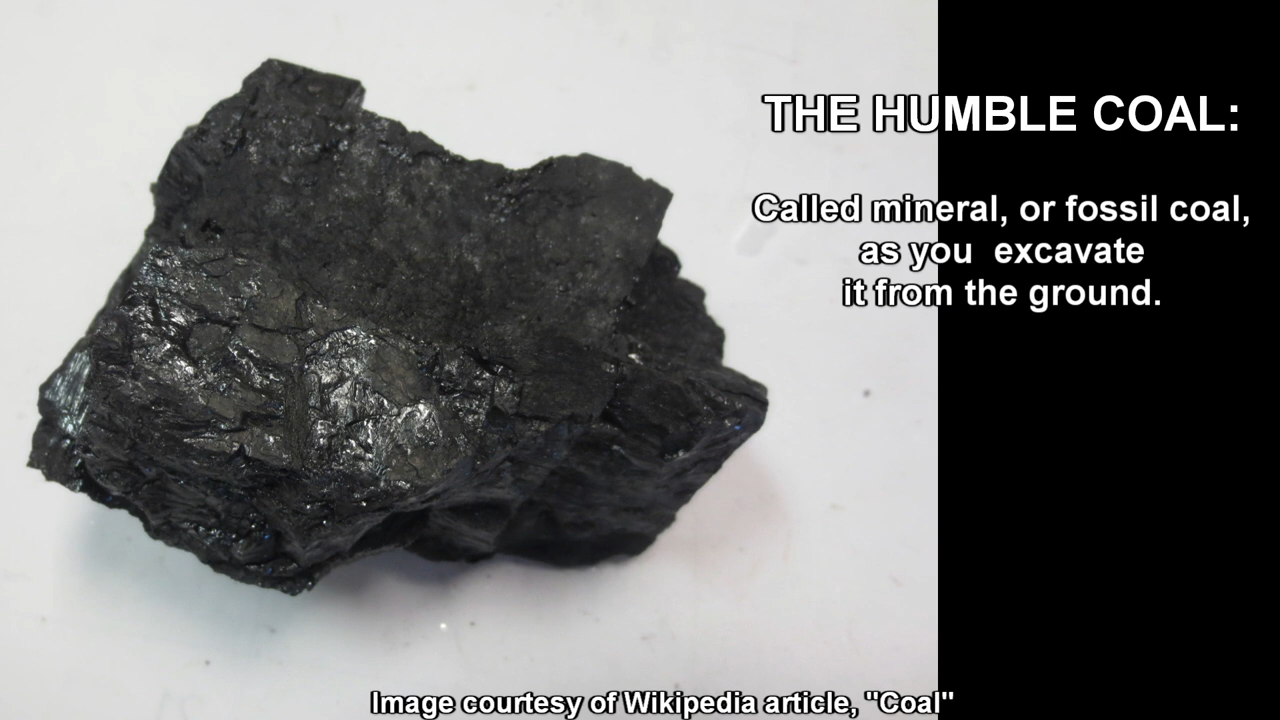 THE HUMBLE COAL:
Called mineral, or fossil coal,
as you  excavate
it from the ground.
Image courtesy of Wikipedia article, "Coal"